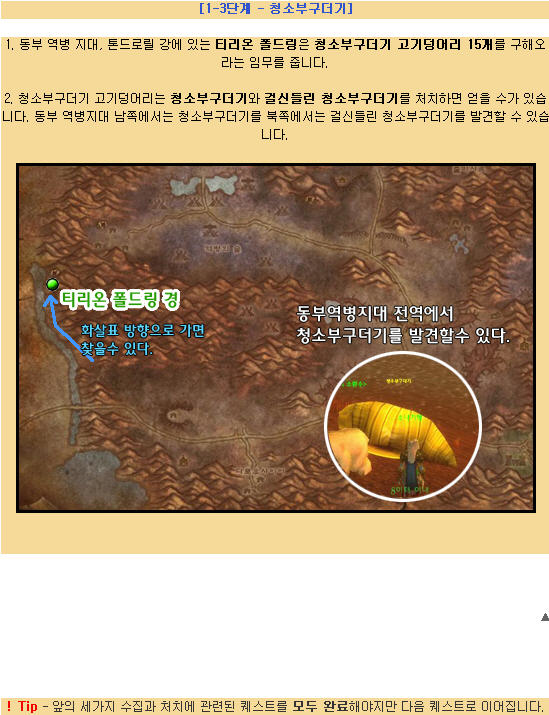 [1-3단계 - 청소부구더기]
1. 동부 역병 지대, 톤드로릴 강에 있는 티리온 폴드링은 청소부구더기 고기덩어리 15개를 구해오
라는 임무를 줍니다.
2. 청소부구더기 고기덩어리는 청소부구더기와 걸신들린 청소부구더기를 처치하면 얻을 수가 있습
니다. 동부 역병지대 남쪽에서는 청소부구더기를 북쪽에서는 걸신들린 청소부구더기를 발견할 수 있습
니다.
티리온 폴드링 경
화살표 방향으로 가면
찾을수 있다.
동부역병지대 전역에서
청소부구더기를 발견할수 있다.
청소부구더기
▲
! Tip - 앞의 세가지 수집과 처치에 관련된 퀘스트를 모두 완료해야지만 다음 퀘스트로 이어집니다.